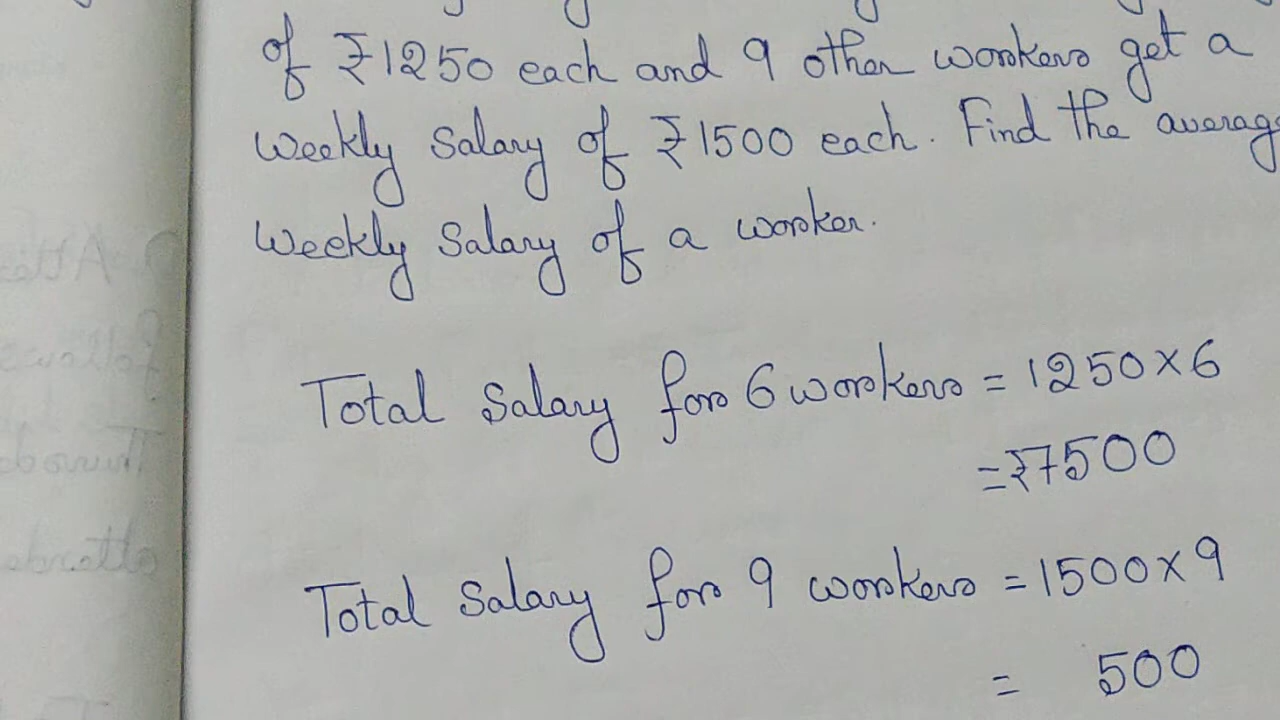 of ₹1250 each and 9 other workers get a
weekly salary of ₹1500 each. Find the averag
weekly salary of a worker.
Total salary for 6 workers = 1250×6
=₹7500
Total salary for 9 workers = 1500×9
= 500